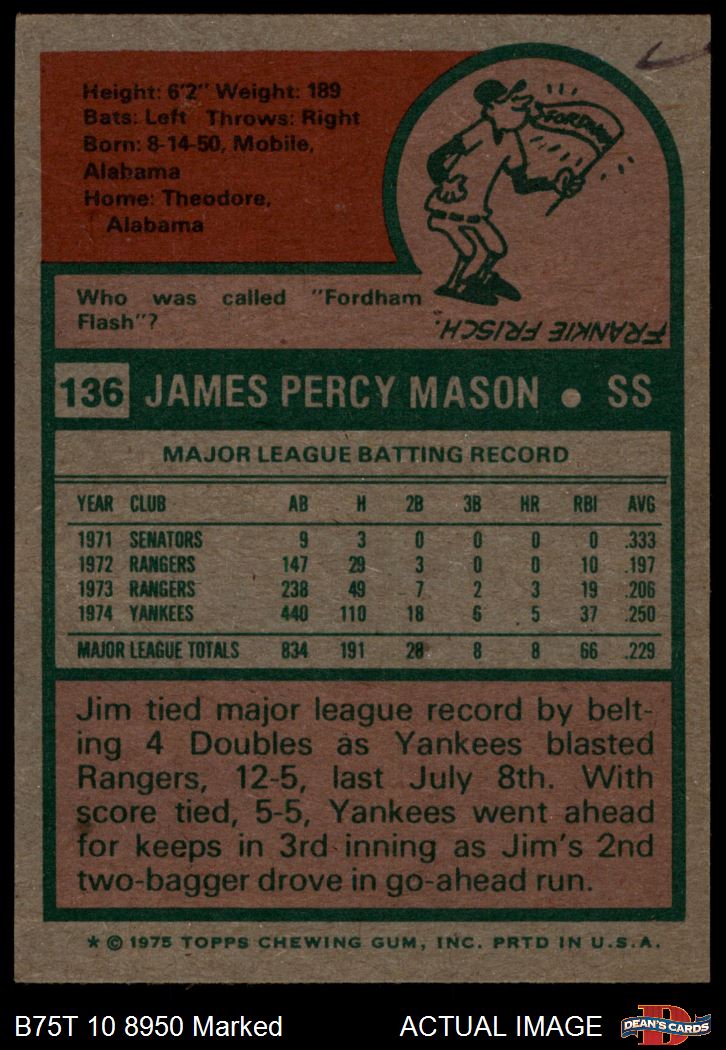 Height: 6'2" Weight: 189
Bats: Left Throws: Right
Born: 8-14-50, Mobile,
Alabama
Home: Theodore,
Alabama
FORDHAM
Who was called "Fordham
Flash"?
FRANKIE FRISCH.
136 JAMES PERCY MASON • SS
MAJOR LEAGUE BATTING RECORD
YEAR CLUB AB H 2B 3B HR RBI AVG
1971 SENATORS 9 3 0 0 0 0 .333
1972 RANGERS 147 29 3 0 0 10 .197
1973 RANGERS 238 49 7 2 3 19 .206
1974 YANKEES 440 110 18 6 5 37 .250
MAJOR LEAGUE TOTALS 834 191 28 8 8 66 .229
Jim tied major league record by belt-
ing 4 Doubles as Yankees blasted
Rangers, 12-5, last July 8th. With
score tied, 5-5, Yankees went ahead
for keeps in 3rd inning as Jim's 2nd
two-bagger drove in go-ahead run.
* © 1975 TOPPS CHEWING GUM, INC. PRTD IN U.S.A.
B75T 10 8950 Marked ACTUAL IMAGE D DEAN'S CARDS